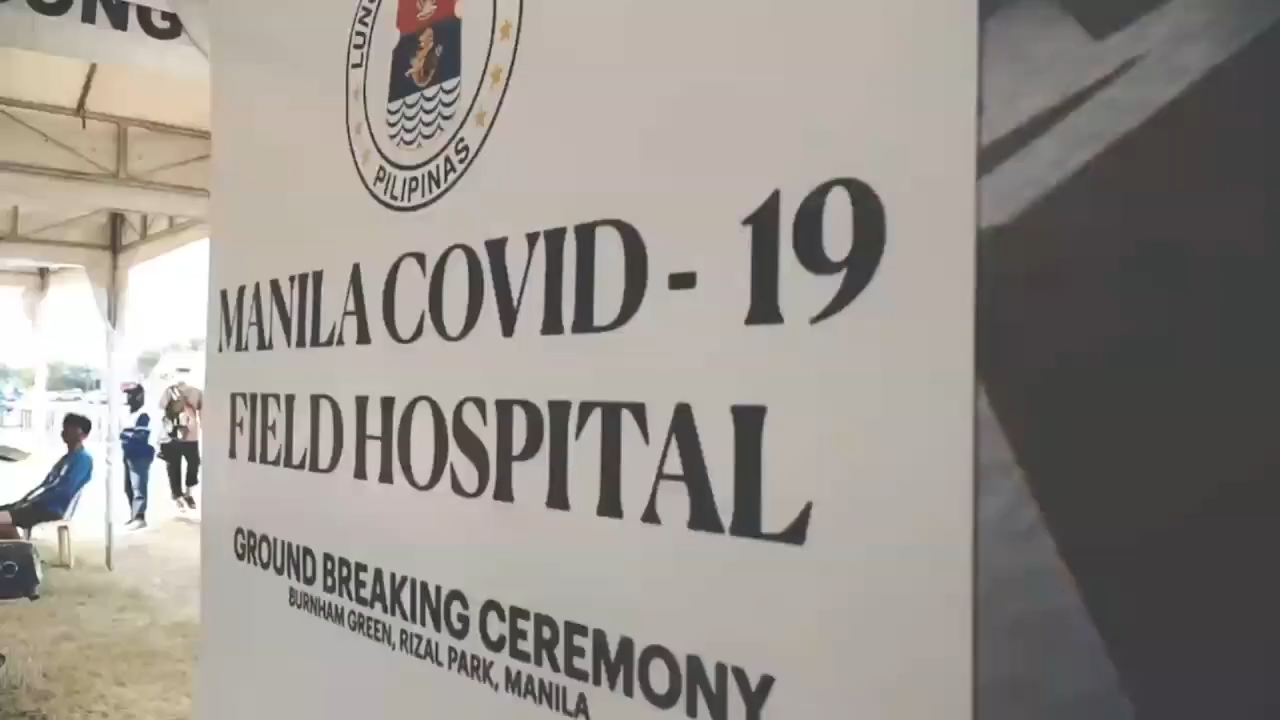 PILIPINAS
MANILA COVID - 19
FIELD HOSPITAL
GROUND BREAKING CEREMONY
BURNHAM GREEN, RIZAL PARK, MANILA